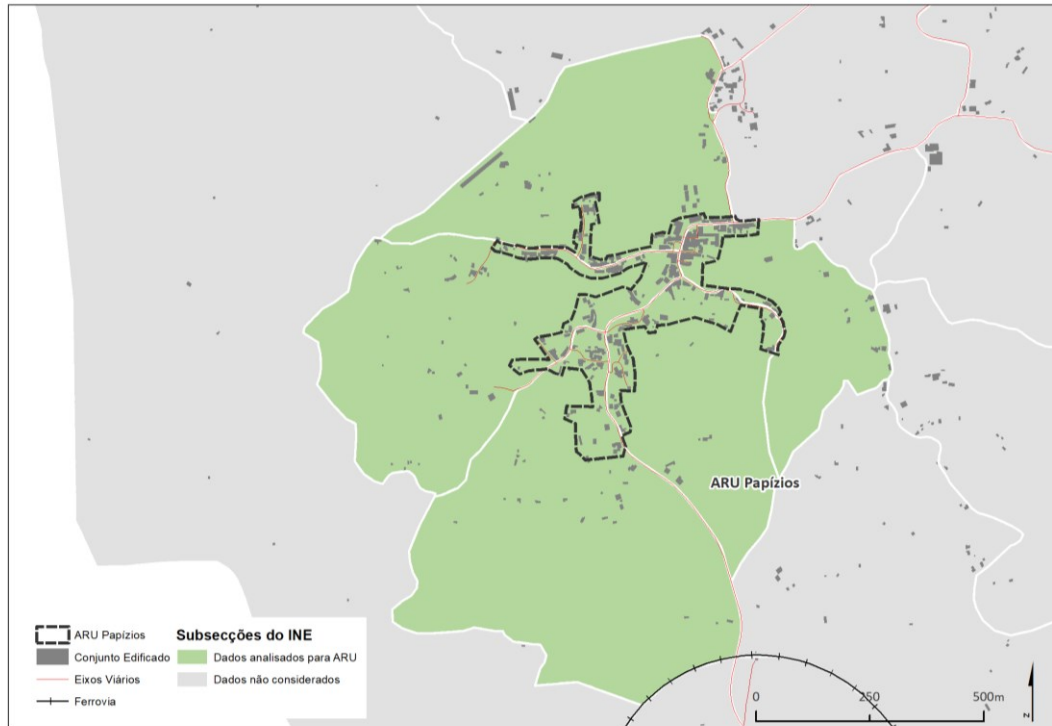 ARU Papízios
ARU Papízios
Conjunto Edificado
Eixos Viários
Ferrovia
Subsecções do INE
Dados analisados para ARU
Dados não considerados
0 250 500m
N